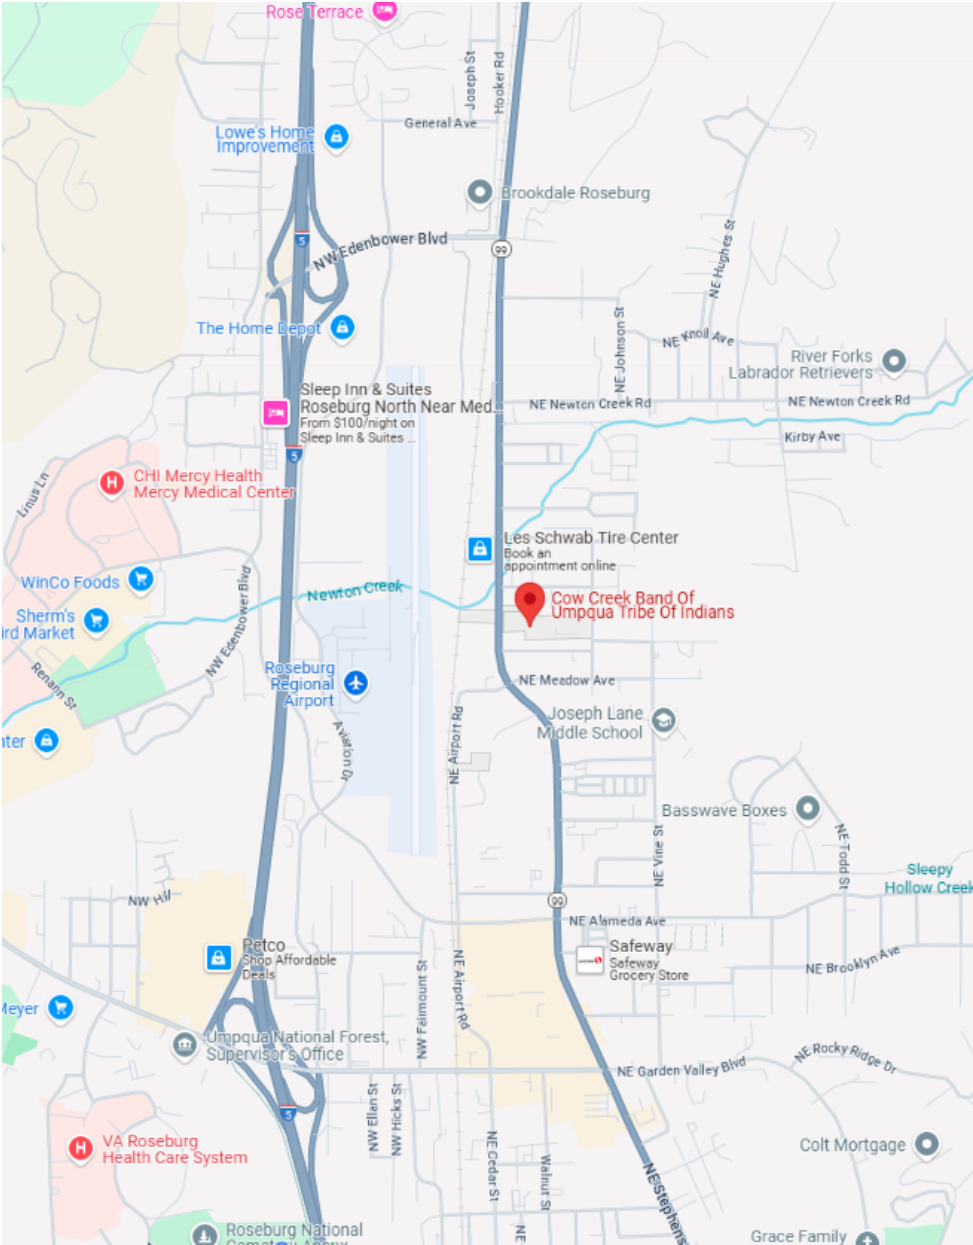 Rose Terrace
Joseph St
Hooker Rd
General Ave
Lowe's Home
Improvement
Brookdale Roseburg
5
NW Edenbower Blvd
99
NE Hughes St
The Home Depot
NE Johnson St
NE Knoll Ave
River Forks
Labrador Retrievers
Sleep Inn & Suites
Roseburg North Near Med...
From $100/night on
Sleep Inn & Suites ...
NE Newton Creek Rd
NE Newton Creek Rd
Kirby Ave
5
Linus Ln
CHI Mercy Health
Mercy Medical Center
Les Schwab Tire Center
Book an
appointment online
WinCo Foods
NW Edenbower Blvd
Newton Creek
Cow Creek Band Of
Umpqua Tribe Of Indians
Sherm's
ird Market
Renann St
Roseburg
Regional
Airport
NE Meadow Ave
Joseph Lane
Middle School
nter
Aviation Dr
NE Airport Rd
Basswave Boxes
NE Vine St
NE Todd St
Sleepy
Hollow Creek
NW Hill
99
NE Alameda Ave
Petco
Shop Affordable
Deals
Safeway
Safeway
Grocery Store
NE Brooklyn Ave
NW Fairmount St
NE Airport Rd
Meyer
Umpqua National Forest,
Supervisor's Office
NE Garden Valley Blvd
NE Rocky Ridge Dr
5
NW Ellan St
NW Hicks St
VA Roseburg
Health Care System
NE Cedar St
Walnut St
NE Stephens
Colt Mortgage
Roseburg National
Cemetery Annex
NE
Grace Family